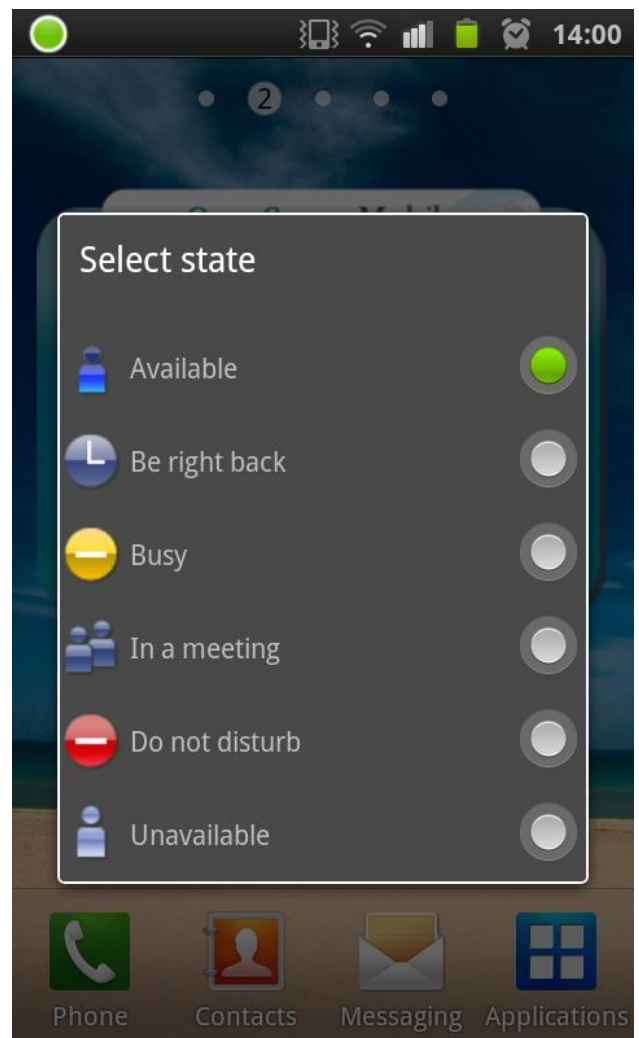 14:00
2
Select state
Available
Be right back
Busy
In a meeting
Do not disturb
Unavailable
Phone Contacts Messaging Applications